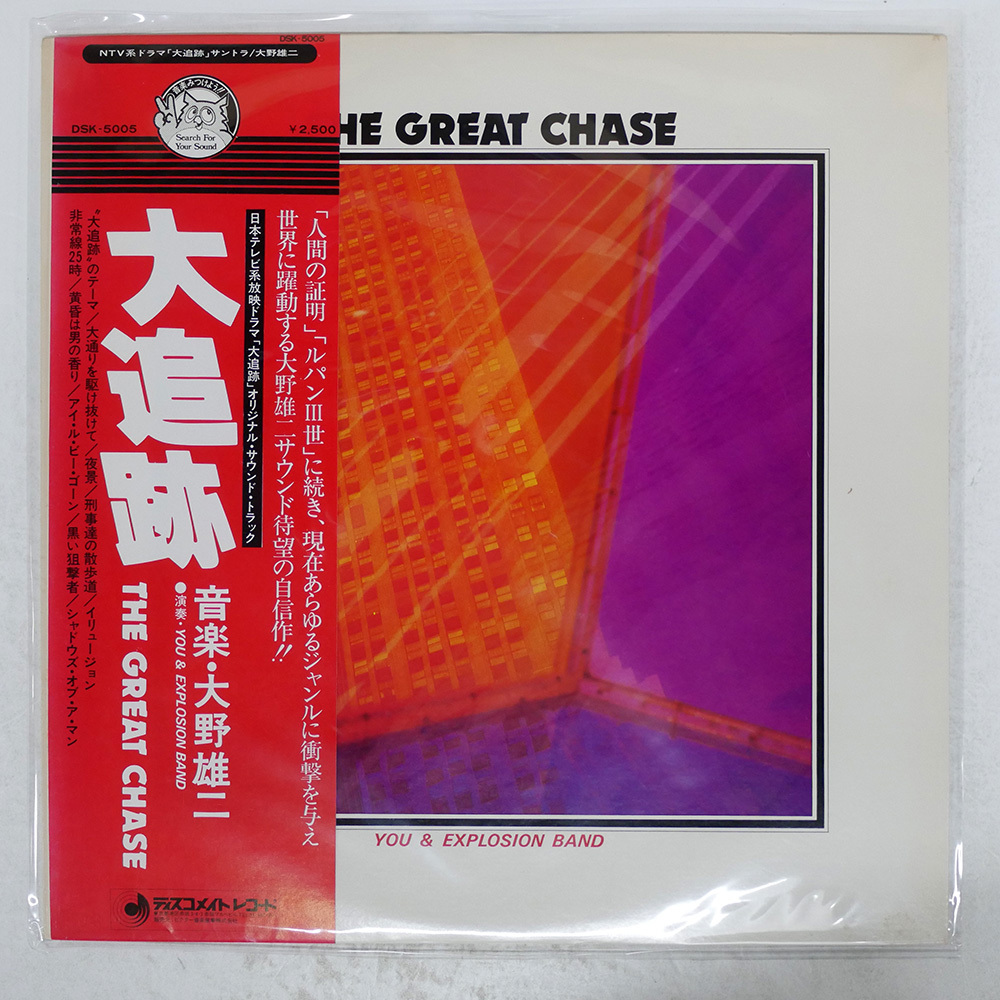 DSK-5005
NTV系ドラマ「大追跡」サントラ/大野雄二
音楽みつけよう!!
Search For
Your Sound
DSK-5005
¥2,500
HE GREAT CHASE
「人間の証明」「ルパンIII世」に続き、現在あらゆるジャンルに衝撃を与え
世界に躍動する大野雄二サウンド待望の自信作!!
日本テレビ系放映ドラマ「大追跡」オリジナル・サウンド・トラック
大追跡
THE GREAT CHASE
音楽・大野雄二
●演奏・YOU & EXPLOSION BAND
"大追跡"のテーマ/大通りを駆け抜けて/夜景/刑事達の散歩道/イリュージョン
非常線25時/黄昏は男の香り/アイ・ル・ビー・ゴーン/黒い狙撃者/シャドウズ・オブ・ア・マン
YOU & EXPLOSION BAND
ディスコメイト レコード